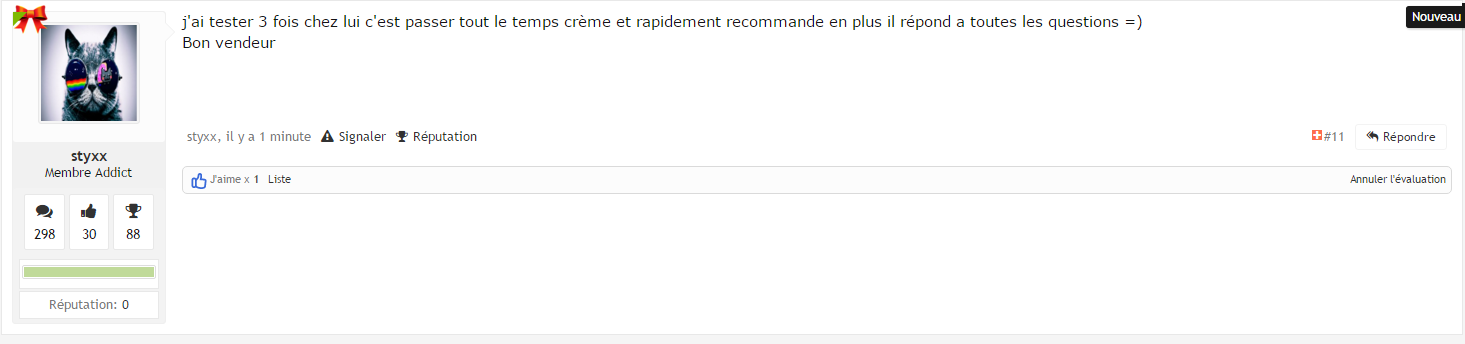 Nouveau
j'ai tester 3 fois chez lui c'est passer tout le temps crème et rapidement recommande en plus il répond a toutes les questions =)
Bon vendeur
styxx, il y a 1 minute Signaler Réputation #11 Répondre
styxx
Membre Addict
J'aime x 1 Liste Annuler l'évaluation
298 30 88
Réputation: 0